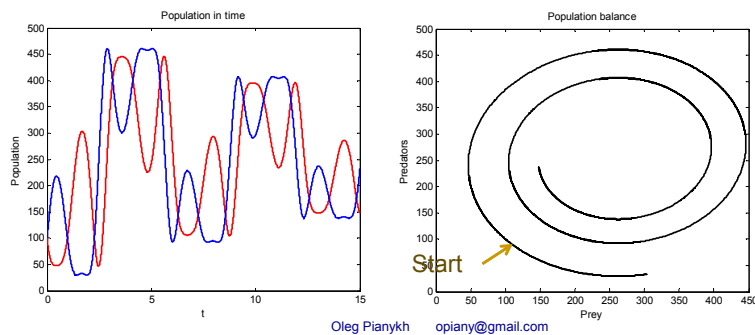 Population in time
500
450
400
350
300
250
200
150
100
50
0
Population
0 5 10 15
t
Population balance
500
450
400
350
300
250
200
150
100
50
0
Predators
Start
0 50 100 150 200 250 300 350 400 450
Prey
Oleg Pianykh opiany@gmail.com